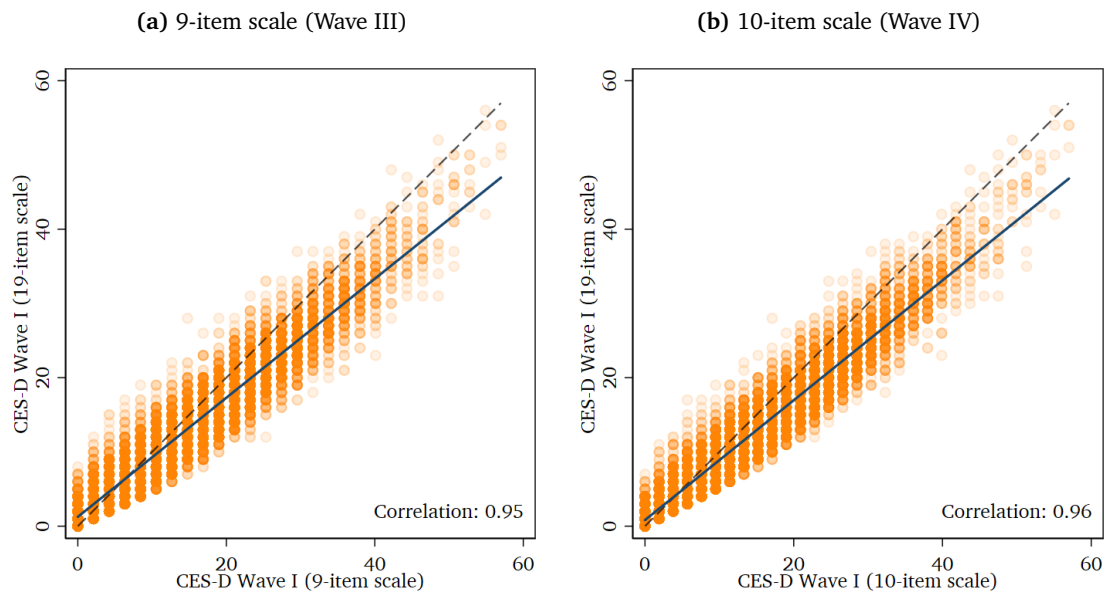 (a) 9-item scale (Wave III)
CES-D Wave I (19-item scale)
60
40
20
0
Correlation: 0.95
0 20 40 60
CES-D Wave I (9-item scale)
(b) 10-item scale (Wave IV)
CES-D Wave I (19-item scale)
60
40
20
0
Correlation: 0.96
0 20 40 60
CES-D Wave I (10-item scale)